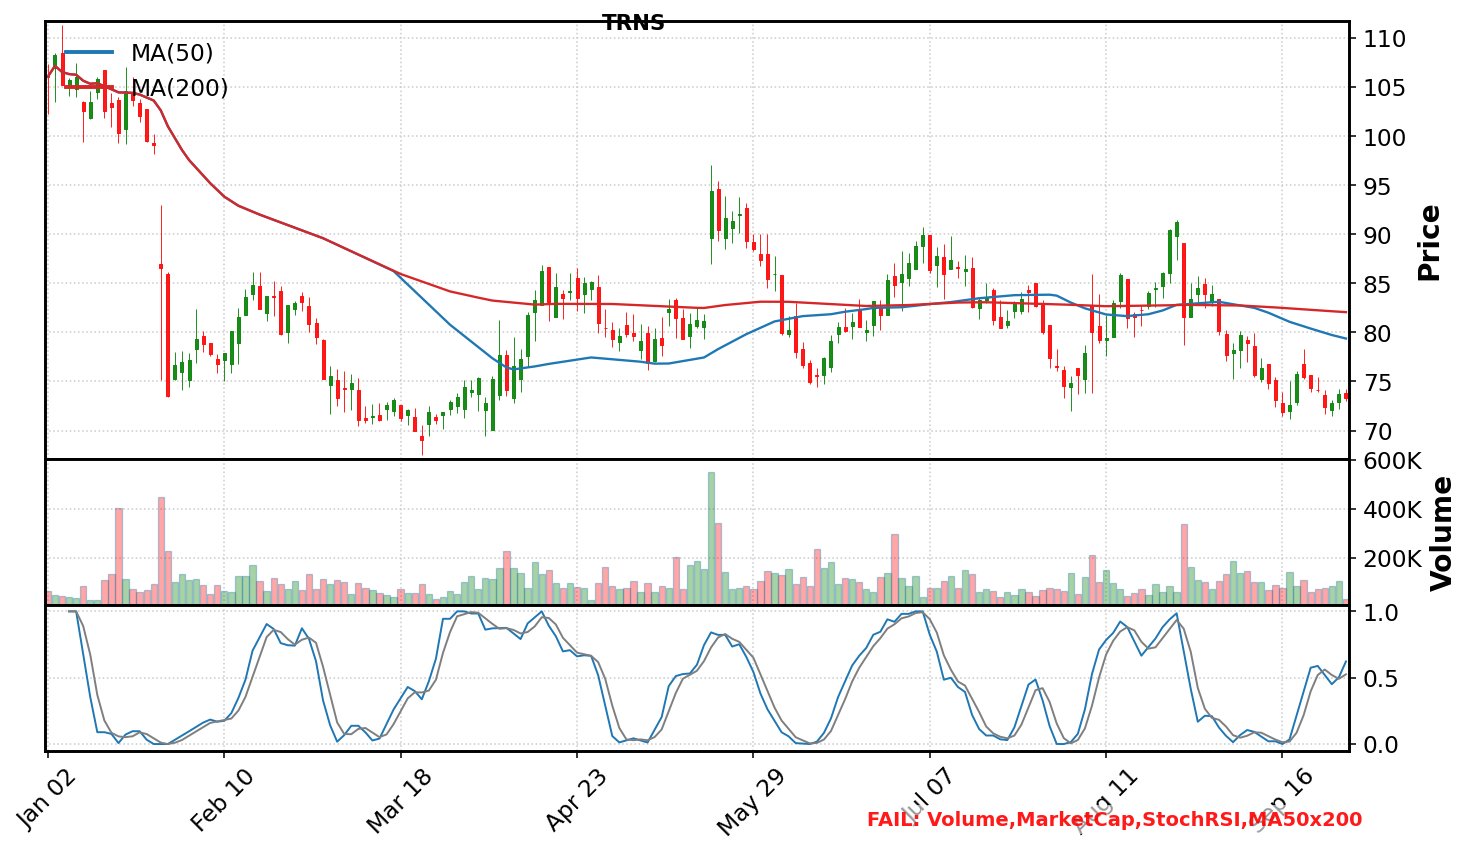 TRNS
MA(50)
MA(200)
110
105
100
95
90
85
80
75
70
Price
600K
400K
200K
Volume
1.0
0.5
0.0
Jan 02
Feb 10
Mar 18
Apr 23
May 29
Jul 07
Aug 11
Sep 16
FAIL: Volume,MarketCap,StochRSI,MA50x200